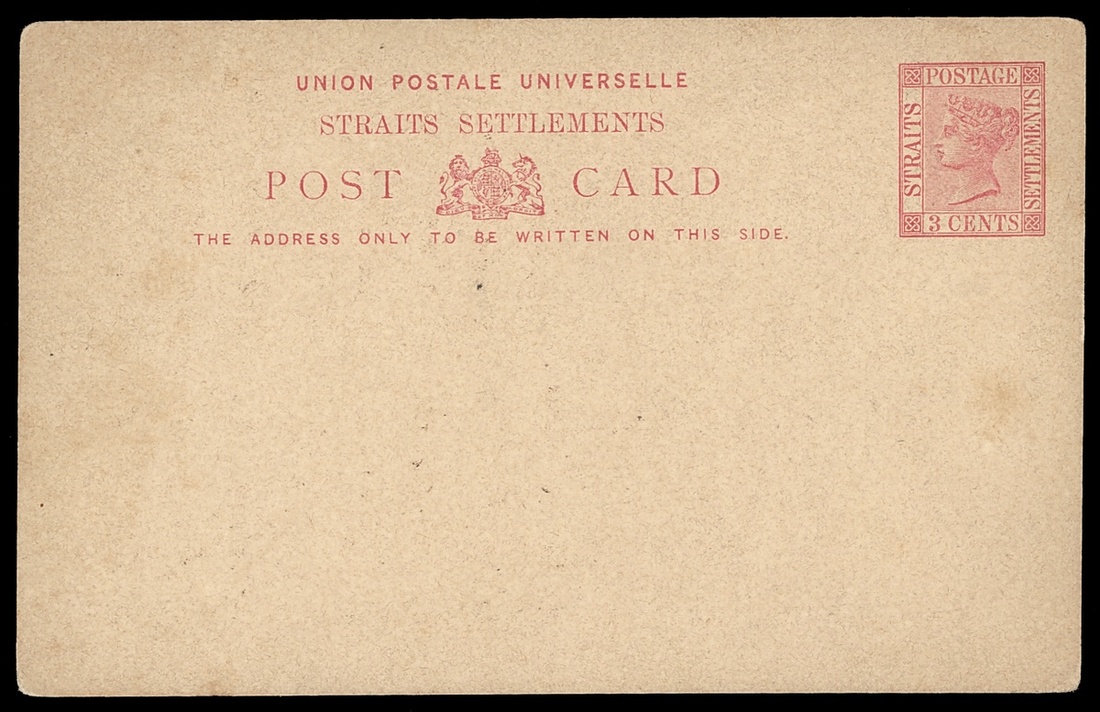 UNION POSTALE UNIVERSELLE
STRAITS SETTLEMENTS
POST CARD
THE ADDRESS ONLY TO BE WRITTEN ON THIS SIDE.
POSTAGE
STRAITS
SETTLEMENTS
3 CENTS